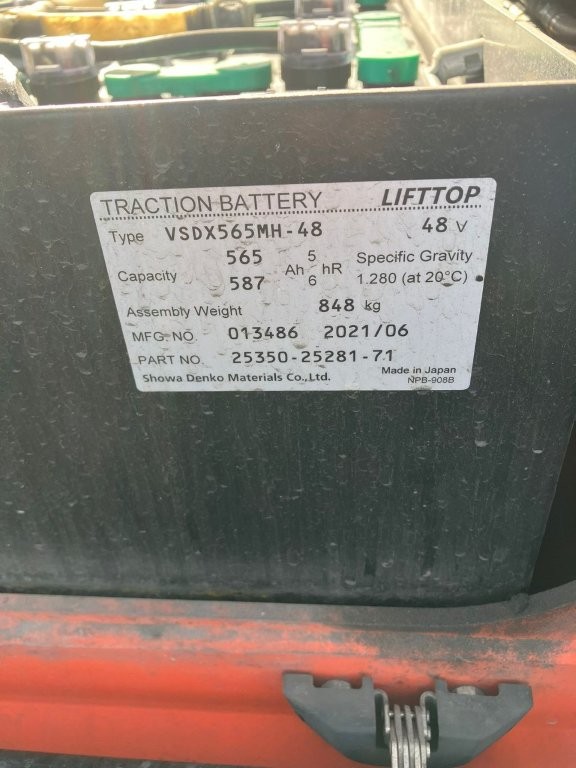 TRACTION BATTERY LIFTTOP
Type VSDX565MH-48 48 V
565 5 Specific Gravity
Capacity Ah hR
587 6 1.280 (at 20°C)
Assembly Weight 848 kg
MFG. NO. 013486 2021/06
PART NO. 25350-25281-71 Made in Japan
Showa Denko Materials Co., Ltd. NPB-908B